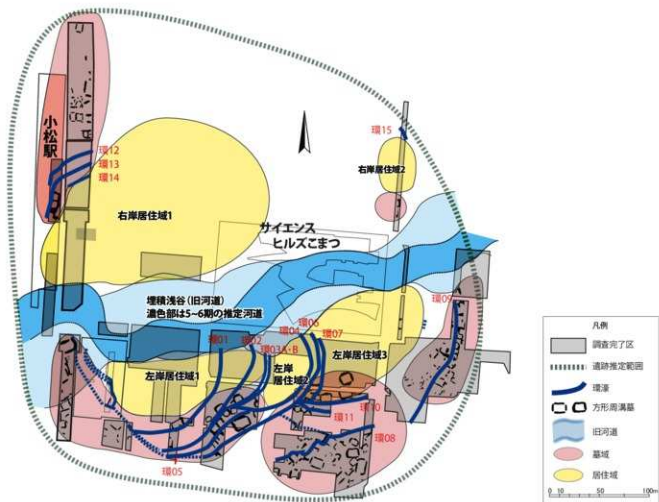 環15
小松駅
環12
環13
環14
右岸居住域2
右岸居住域1
サイエンス
ヒルズこまつ
埋積浅谷(旧河道)
濃色部は5~6期の推定河道
環09
環06
環04
環07
環01
環02
環03A・B
左岸居住域1
左岸
居住域2
左岸居住域3
環11
環10
環08
環05
凡例
調査完了区
遺跡推定範囲
環濠
方形周溝墓
旧河道
墓域
居住域
0 10 50 100m